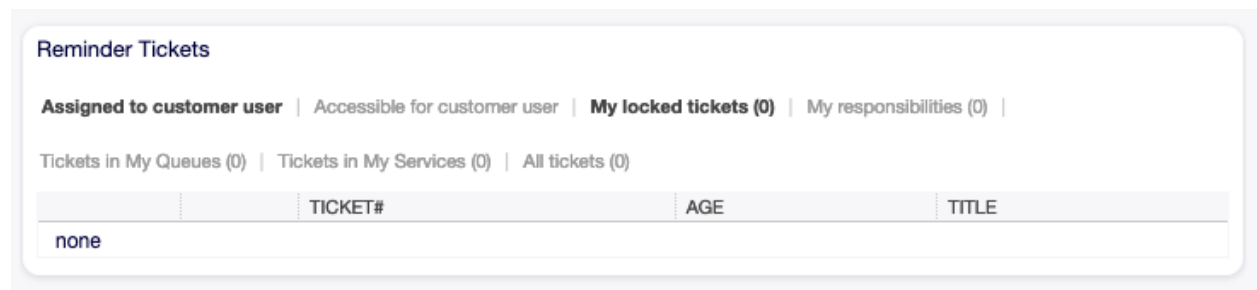 Reminder Tickets
Assigned to customer user | Accessible for customer user | My locked tickets (0) | My responsibilities (0) |
Tickets in My Queues (0) | Tickets in My Services (0) | All tickets (0)
TICKET# AGE TITLE
none